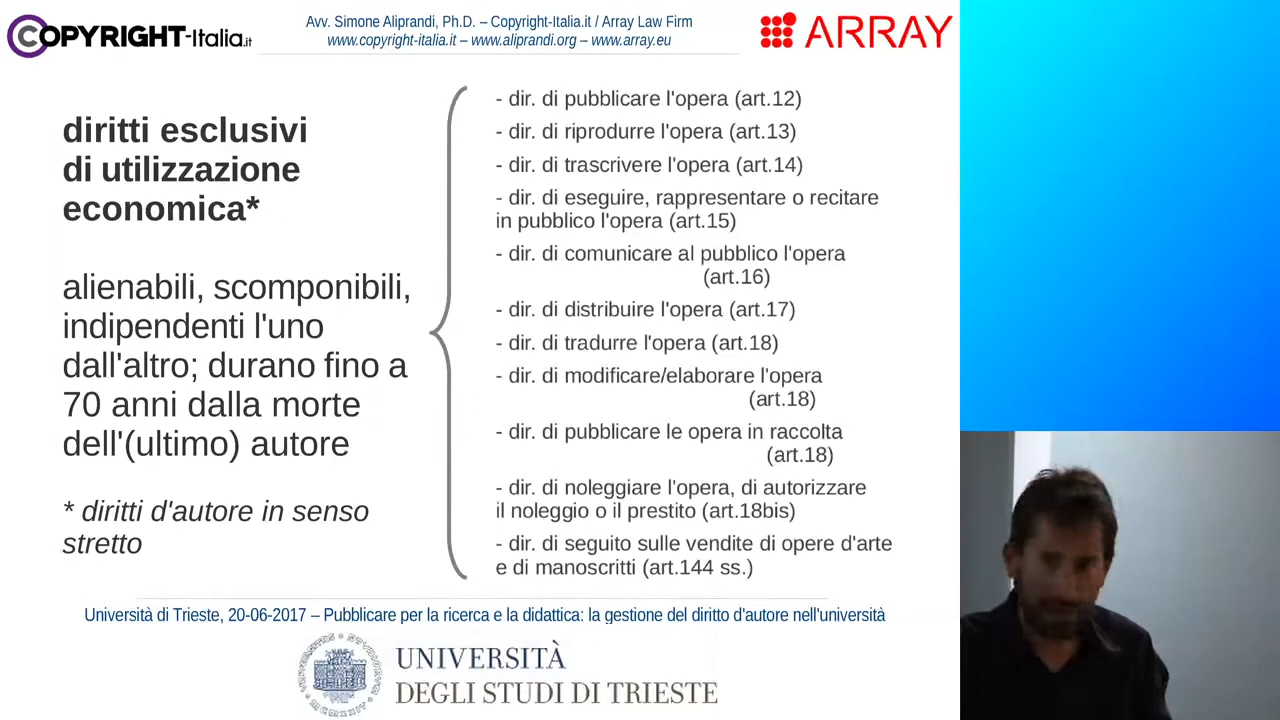 COPYRIGHT-Italia.it
Avv. Simone Aliprandi, Ph.D. – Copyright-Italia.it / Array Law Firm
www.copyright-italia.it – www.aliprandi.org – www.array.eu
ARRAY
diritti esclusivi
di utilizzazione
economica*
alienabili, scomponibili,
indipendenti l'uno
dall'altro; durano fino a
70 anni dalla morte
dell'(ultimo) autore
* diritti d'autore in senso
stretto
- dir. di pubblicare l'opera (art.12)
- dir. di riprodurre l'opera (art.13)
- dir. di trascrivere l'opera (art.14)
- dir. di eseguire, rappresentare o recitare
in pubblico l'opera (art.15)
- dir. di comunicare al pubblico l'opera
(art.16)
- dir. di distribuire l'opera (art.17)
- dir. di tradurre l'opera (art.18)
- dir. di modificare/elaborare l'opera
(art.18)
- dir. di pubblicare le opera in raccolta
(art.18)
- dir. di noleggiare l'opera, di autorizzare
il noleggio o il prestito (art.18bis)
- dir. di seguito sulle vendite di opere d'arte
e di manoscritti (art.144 ss.)
Università di Trieste, 20-06-2017 – Pubblicare per la ricerca e la didattica: la gestione del diritto d'autore nell'università
UNIVERSITÀ
DEGLI STUDI DI TRIESTE